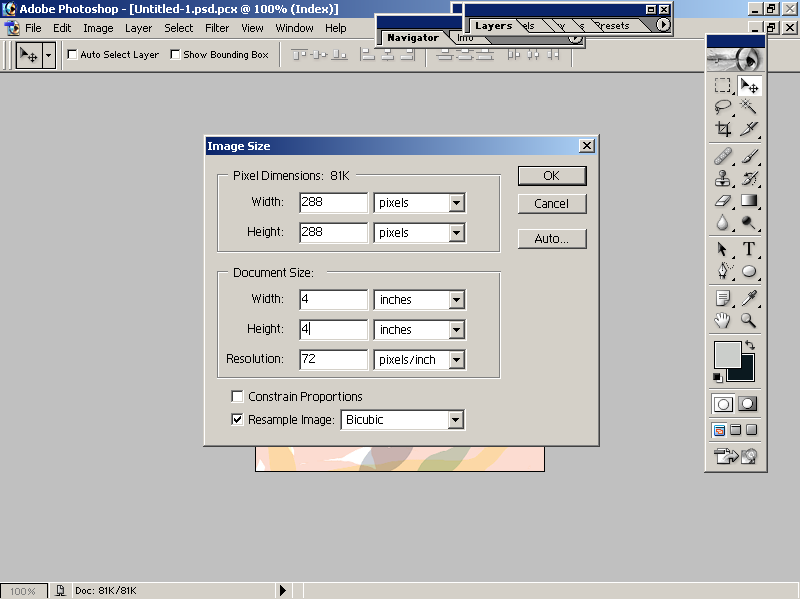 Adobe Photoshop - [Untitled-1.psd.pcx @ 100% (Index)]
File Edit Image Layer Select Filter View Window Help
Layers els y s Presets
Navigator Info
Auto Select Layer Show Bounding Box
Image Size
Pixel Dimensions: 81K
Width: 288 pixels
Height: 288 pixels
OK
Cancel
Auto...
Document Size:
Width: 4 inches
Height: 4 inches
Resolution: 72 pixels/inch
Constrain Proportions
Resample Image: Bicubic
T
100% Doc: 81K/81K